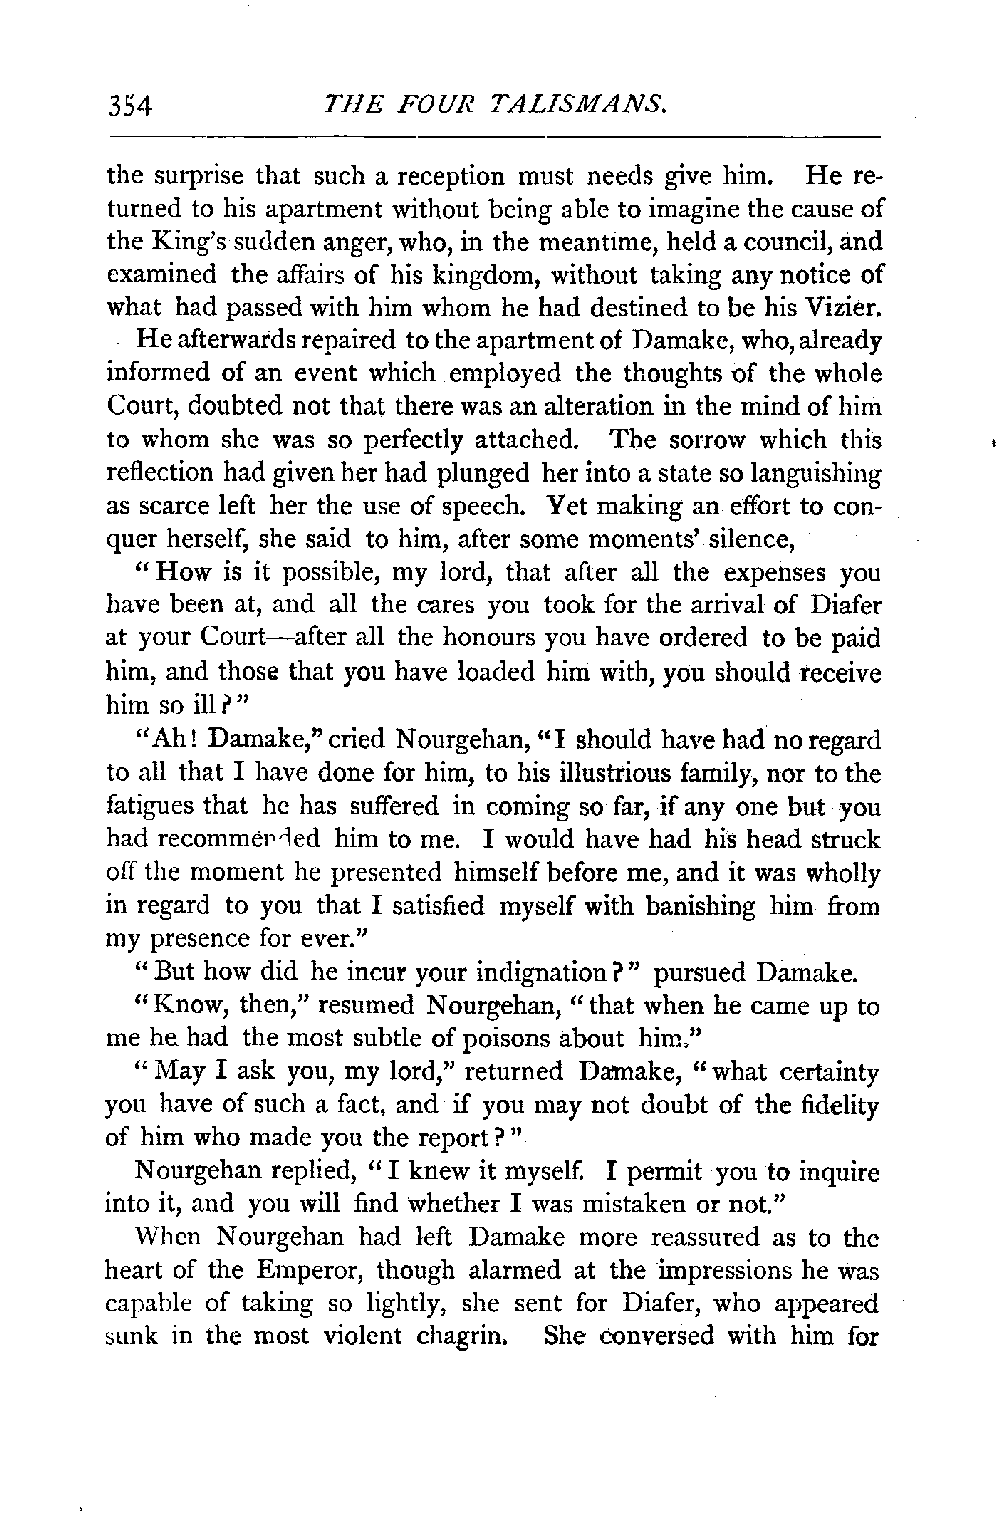 354 THE FOUR TALISMANS.
the surprise that such a reception must needs give him. He re-
turned to his apartment without being able to imagine the cause of
the King's sudden anger, who, in the meantime, held a council, and
examined the affairs of his kingdom, without taking any notice of
what had passed with him whom he had destined to be his Vizier.
He afterwards repaired to the apartment of Damake, who, already
informed of an event which employed the thoughts of the whole
Court, doubted not that there was an alteration in the mind of him
to whom she was so perfectly attached. The sorrow which this
reflection had given her had plunged her into a state so languishing
as scarce left her the use of speech. Yet making an effort to con-
quer herself, she said to him, after some moments' silence,
"How is it possible, my lord, that after all the expenses you
have been at, and all the cares you took for the arrival of Diafer
at your Court—after all the honours you have ordered to be paid
him, and those that you have loaded him with, you should receive
him so ill?"
"Ah! Damake," cried Nourgehan, "I should have had no regard
to all that I have done for him, to his illustrious family, nor to the
fatigues that he has suffered in coming so far, if any one but you
had recommended him to me. I would have had his head struck
off the moment he presented himself before me, and it was wholly
in regard to you that I satisfied myself with banishing him from
my presence for ever."
"But how did he incur your indignation?" pursued Damake.
"Know, then," resumed Nourgehan, "that when he came up to
me he had the most subtle of poisons about him."
"May I ask you, my lord," returned Damake, "what certainty
you have of such a fact, and if you may not doubt of the fidelity
of him who made you the report?"
Nourgehan replied, "I knew it myself. I permit you to inquire
into it, and you will find whether I was mistaken or not."
When Nourgehan had left Damake more reassured as to the
heart of the Emperor, though alarmed at the impressions he was
capable of taking so lightly, she sent for Diafer, who appeared
sunk in the most violent chagrin. She conversed with him for